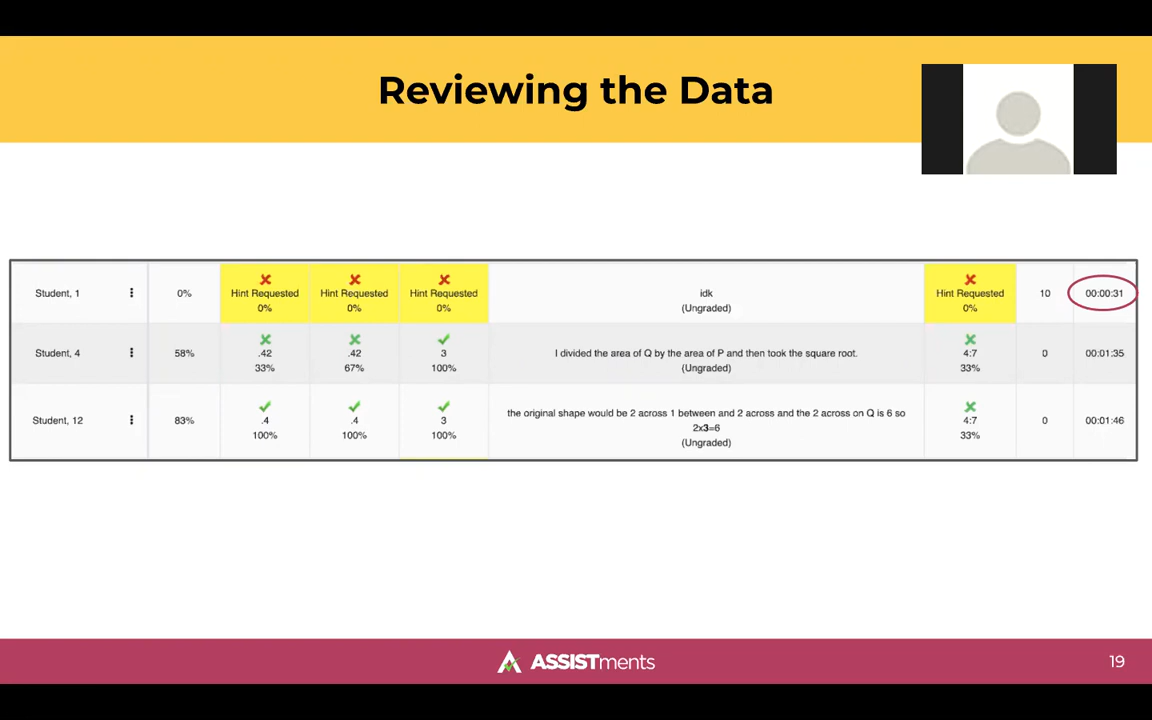 Reviewing the Data
Student, 1
0%
Hint Requested
0%
Hint Requested
0%
Hint Requested
0%
idk
(Ungraded)
Hint Requested
0%
10
00:00:31
Student, 4
58%
.42
33%
.42
67%
3
100%
I divided the area of Q by the area of P and then took the square root.
(Ungraded)
4:7
33%
0
00:01:35
Student, 12
83%
.4
100%
.4
100%
3
100%
the original shape would be 2 across 1 between and 2 across and the 2 across on Q is 6 so
2x3=6
(Ungraded)
4:7
33%
0
00:01:46
ASSISTments
19